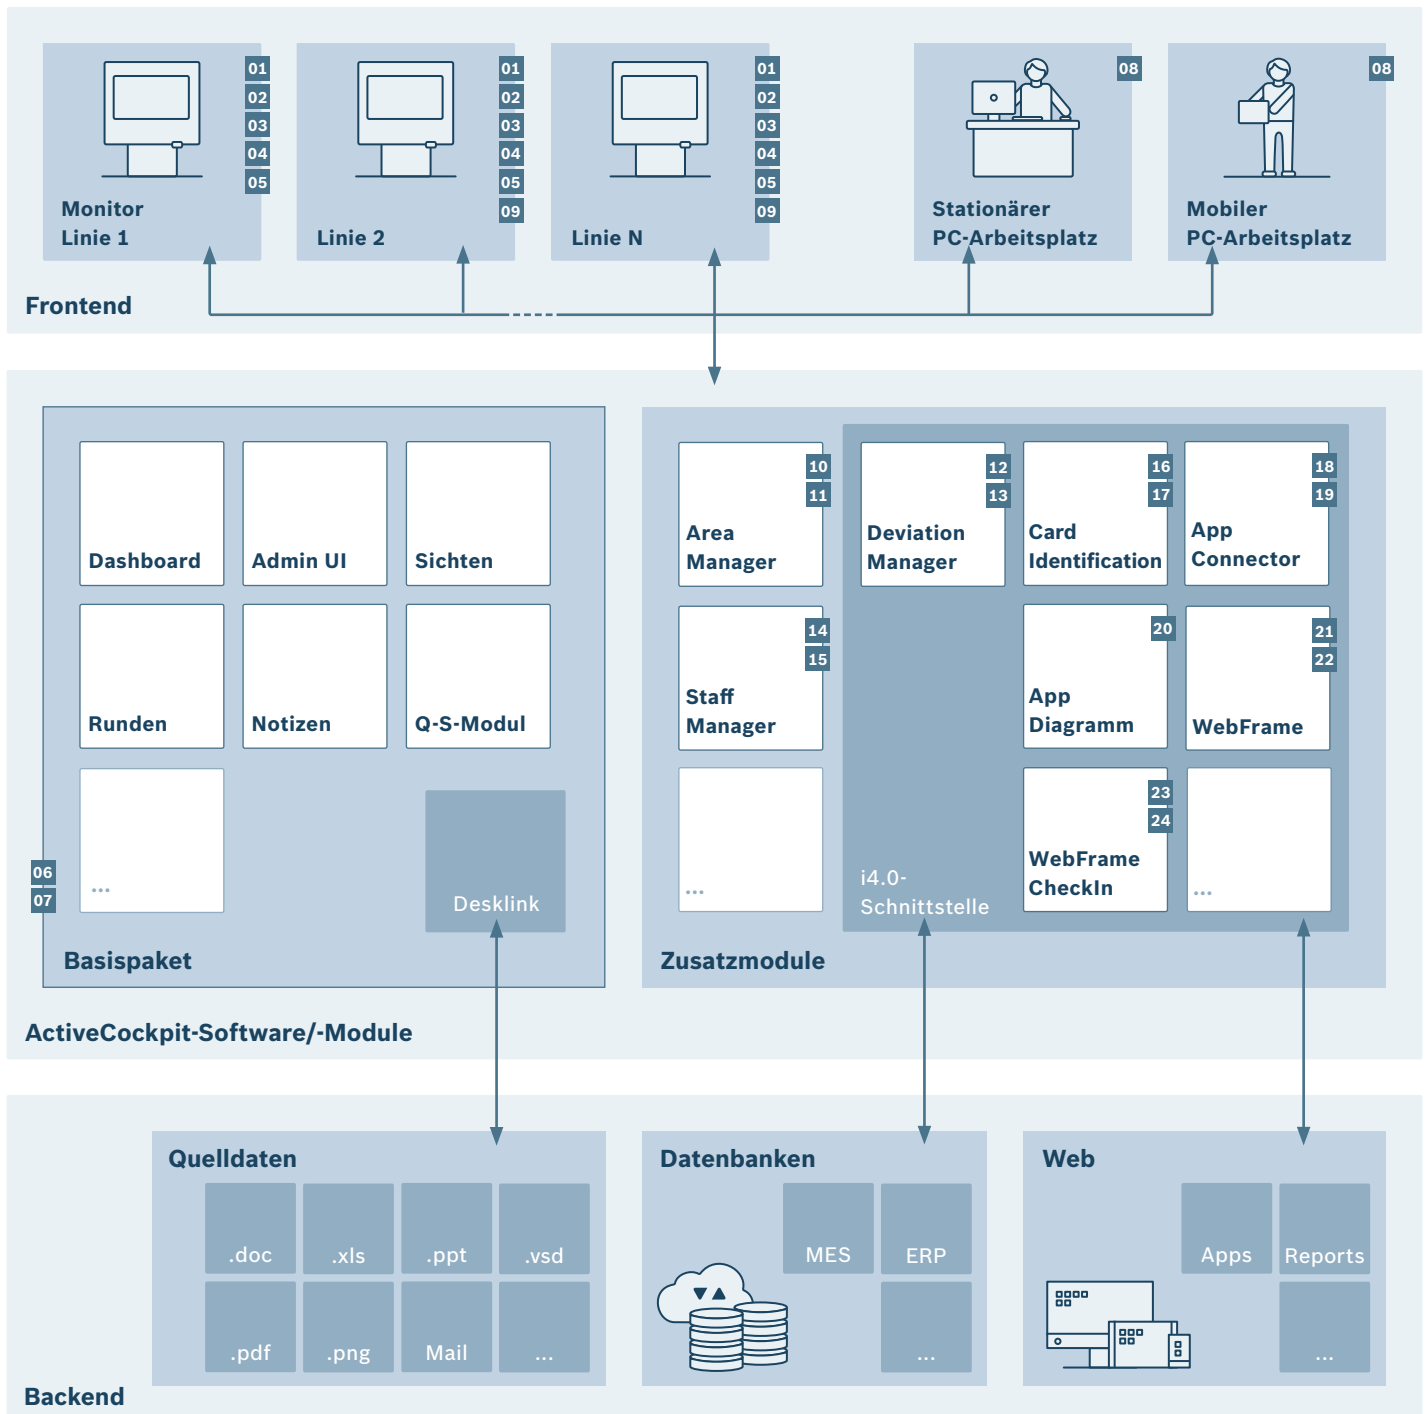 01
02
03
04
05
Monitor
Linie 1
01
02
03
04
05
09
Linie 2
01
02
03
04
05
09
Linie N
08
Stationärer
PC-Arbeitsplatz
08
Mobiler
PC-Arbeitsplatz
Frontend
Dashboard
Admin UI
Sichten
Runden
Notizen
Q-S-Modul
...
06
07
Desklink
Basispaket
10
11
Area
Manager
12
13
Deviation
Manager
16
17
Card
Identification
18
19
App
Connector
14
15
Staff
Manager
20
App
Diagramm
21
22
WebFrame
...
i4.0-
Schnittstelle
23
24
WebFrame
CheckIn
...
Zusatzmodule
ActiveCockpit-Software/-Module
Quelldaten
.doc
.xls
.ppt
.vsd
.pdf
.png
Mail
...
Datenbanken
MES
ERP
...
Web
Apps
Reports
...
Backend